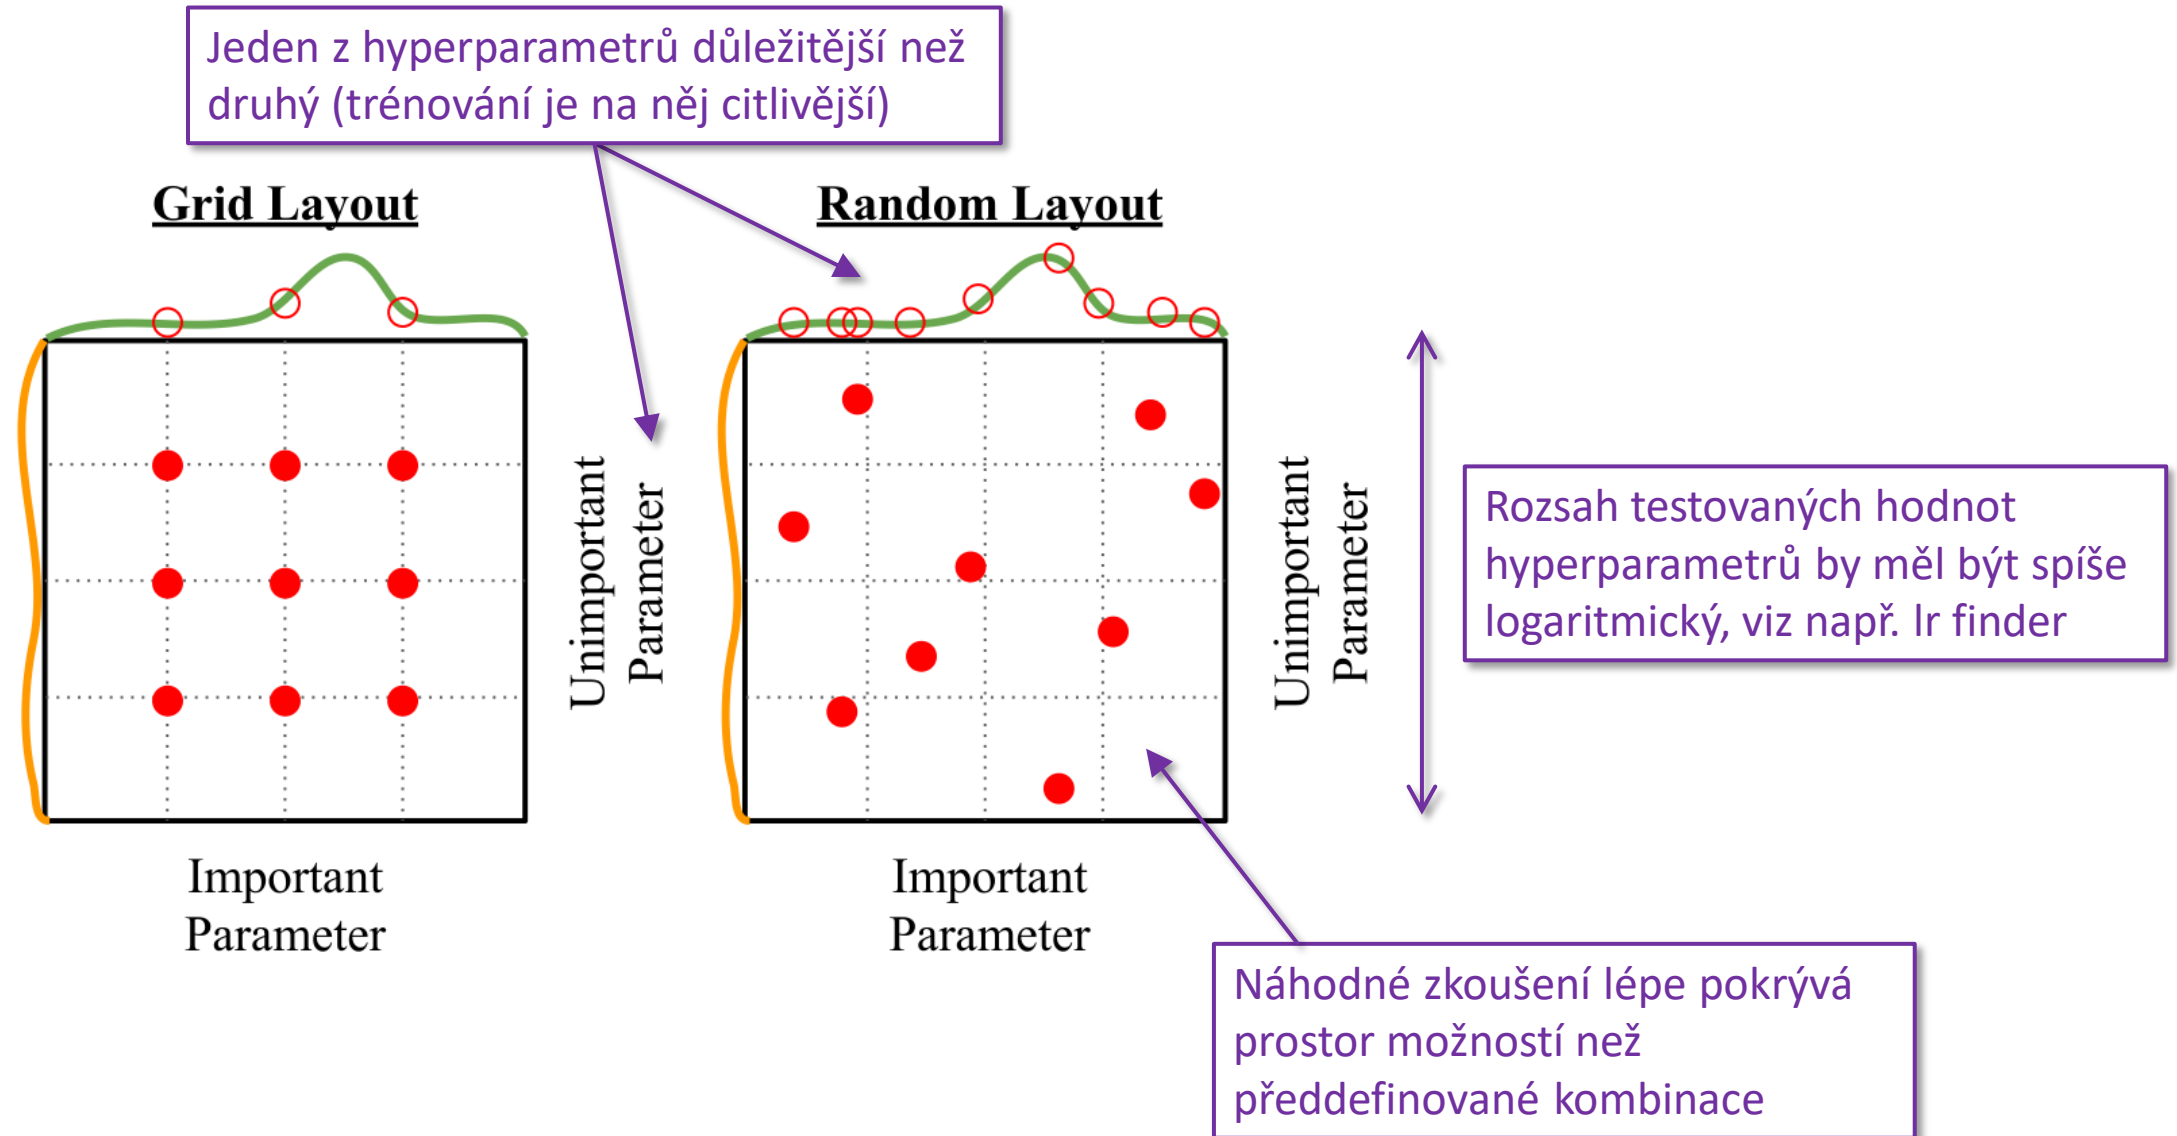 Jeden z hyperparametrů důležitější než
druhý (trénování je na něj citlivější)
Grid Layout
Random Layout
Unimportant
Parameter
Unimportant
Parameter
Rozsah testovaných hodnot
hyperparametrů by měl být spíše
logaritmický, viz např. lr finder
Important
Parameter
Important
Parameter
Náhodné zkoušení lépe pokrývá
prostor možností než
předdefinované kombinace